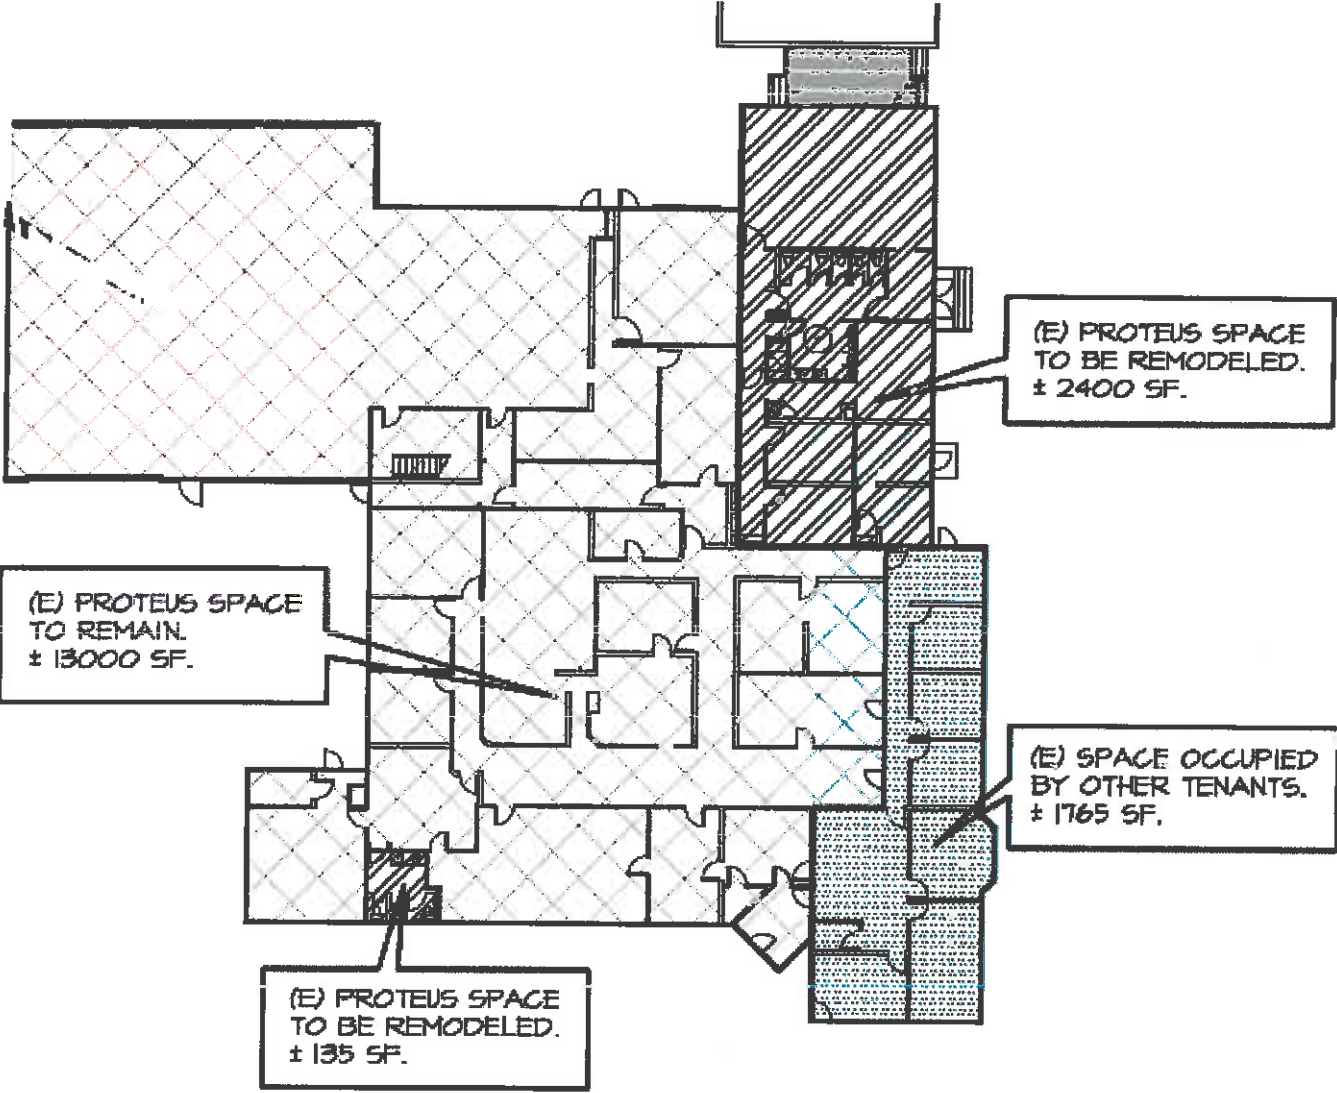 (E) PROTEUS SPACE
TO BE REMODELED.
± 2400 SF.
(E) PROTEUS SPACE
TO REMAIN.
± 13000 SF.
(E) SPACE OCCUPIED
BY OTHER TENANTS.
± 1765 SF.
(E) PROTEUS SPACE
TO BE REMODELED.
± 135 SF.